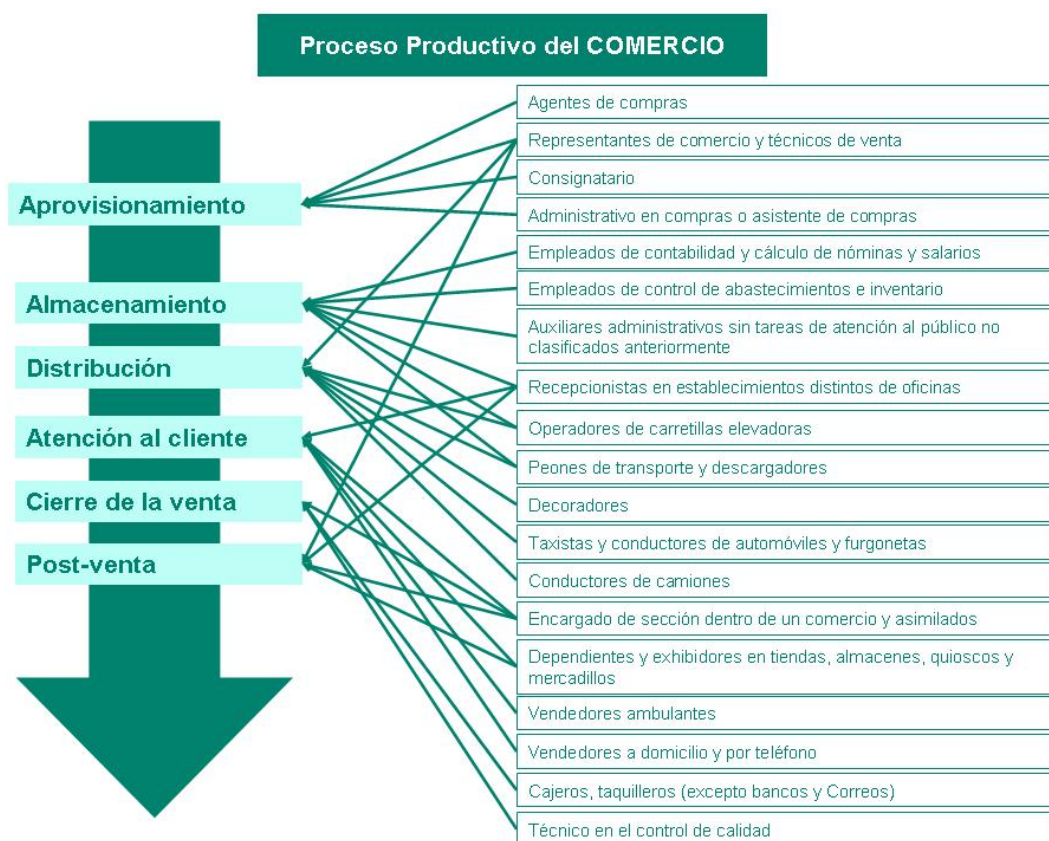 Proceso Productivo del COMERCIO
Aprovisionamiento
Almacenamiento
Distribución
Atención al cliente
Cierre de la venta
Post-venta
Agentes de compras
Representantes de comercio y técnicos de venta
Consignatario
Administrativo en compras o asistente de compras
Empleados de contabilidad y cálculo de nóminas y salarios
Empleados de control de abastecimientos e inventario
Auxiliares administrativos sin tareas de atención al público no
clasificados anteriormente
Recepcionistas en establecimientos distintos de oficinas
Operadores de carretillas elevadoras
Peones de transporte y descargadores
Decoradores
Taxistas y conductores de automóviles y furgonetas
Conductores de camiones
Encargado de sección dentro de un comercio y asimilados
Dependientes y exhibidores en tiendas, almacenes, quioscos y
mercadillos
Vendedores ambulantes
Vendedores a domicilio y por teléfono
Cajeros, taquilleros (excepto bancos y Correos)
Técnico en el control de calidad